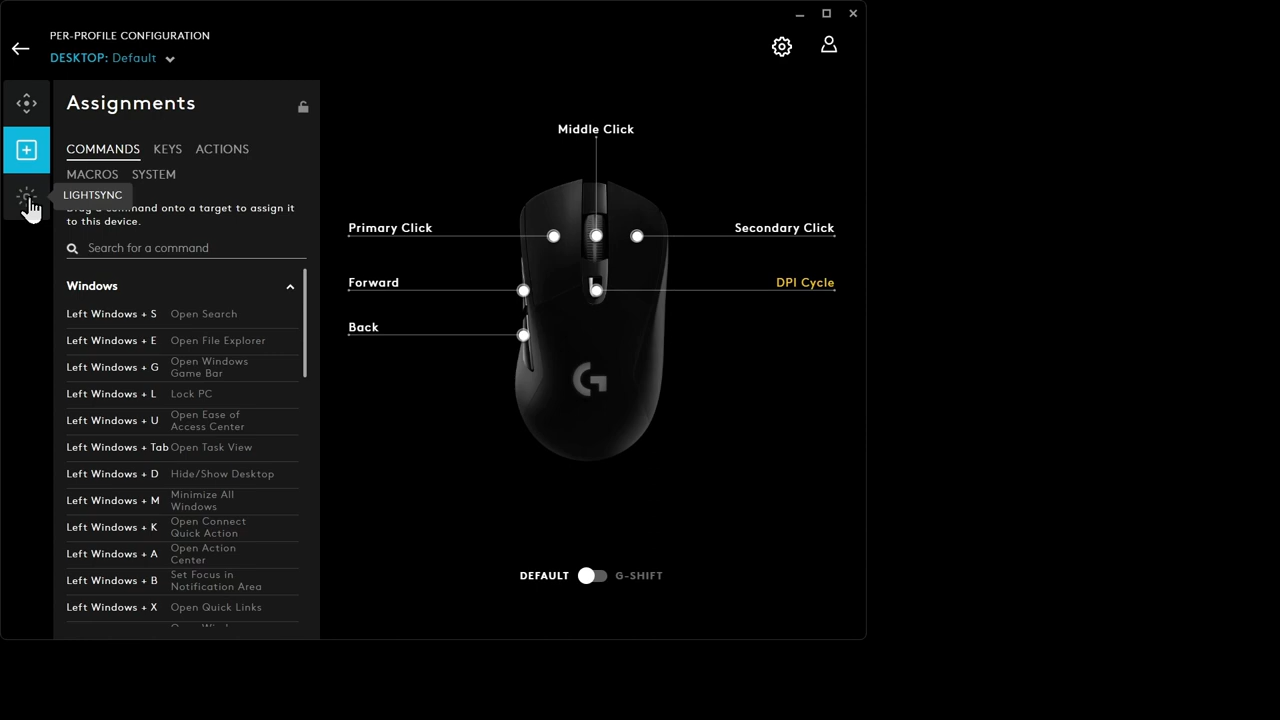 PER-PROFILE CONFIGURATION
DESKTOP: Default
Assignments
COMMANDS KEYS ACTIONS
MACROS SYSTEM
LIGHTSYNC
Drag a command onto a target to assign it
to this device.
Search for a command
Windows
Left Windows + S Open Search
Left Windows + E Open File Explorer
Left Windows + G Open Windows
Game Bar
Left Windows + L Lock PC
Left Windows + U Open Ease of
Access Center
Left Windows + Tab Open Task View
Left Windows + D Hide/Show Desktop
Left Windows + M Minimize All
Windows
Left Windows + K Open Connect
Quick Action
Left Windows + A Open Action
Center
Left Windows + B Set Focus in
Notification Area
Left Windows + X Open Quick Links
Middle Click
Primary Click
Secondary Click
Forward
DPI Cycle
Back
DEFAULT G-SHIFT